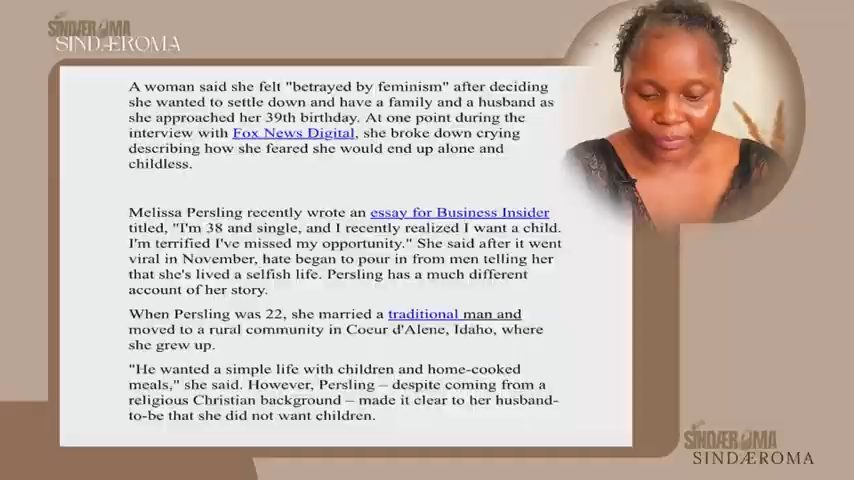 SINDÆROMA
SINDÆROMA
A woman said she felt "betrayed by feminism" after deciding
she wanted to settle down and have a family and a husband as
she approached her 39th birthday. At one point during the
interview with Fox News Digital, she broke down crying
describing how she feared she would end up alone and
childless.
Melissa Persling recently wrote an essay for Business Insider
titled, "I'm 38 and single, and I recently realized I want a child.
I'm terrified I've missed my opportunity." She said after it went
viral in November, hate began to pour in from men telling her
that she's lived a selfish life. Persling has a much different
account of her story.
When Persling was 22, she married a traditional man and
moved to a rural community in Coeur d'Alene, Idaho, where
she grew up.
"He wanted a simple life with children and home-cooked
meals," she said. However, Persling – despite coming from a
religious Christian background – made it clear to her husband-
to-be that she did not want children.
SINDÆROMA
SINDÆROMA